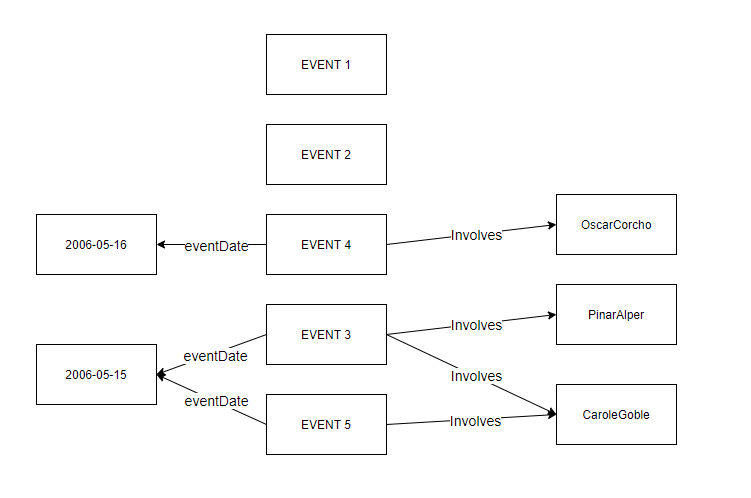 EVENT 1
EVENT 2
2006-05-16
eventDate
EVENT 4
Involves
OscarCorcho
2006-05-15
eventDate
EVENT 3
Involves
PinarAlper
Involves
eventDate
EVENT 5
Involves
CaroleGoble